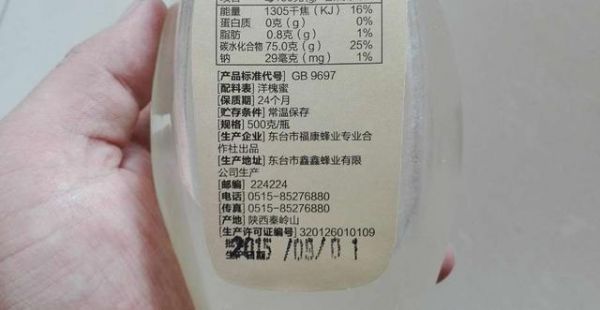 能量 1305千焦(KJ) 16%
蛋白质 0克(g) 0%
脂肪 0.8克(g) 1%
碳水化合物 75.0克(g) 25%
钠 29毫克(mg) 1%
[产品标准代号] GB 9697
[配料表] 洋槐蜜
[保质期] 24个月
[贮存条件] 常温保存
[规格] 500克/瓶
[生产企业] 东台市福康蜂业专业合
作社出品
[生产地址] 东台市鑫鑫蜂业有限
公司生产
[邮编] 224224
[电话] 0515-85276880
[传真] 0515-85276880
[产地] 陕西秦岭山
[生产许可证编号] 320126010109
2015/09/01
生产日期